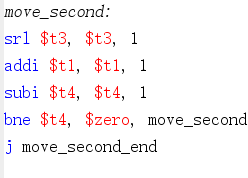 move_second:
srl $t3, $t3, 1
addi $t1, $t1, 1
subi $t4, $t4, 1
bne $t4, $zero, move_second
j move_second_end